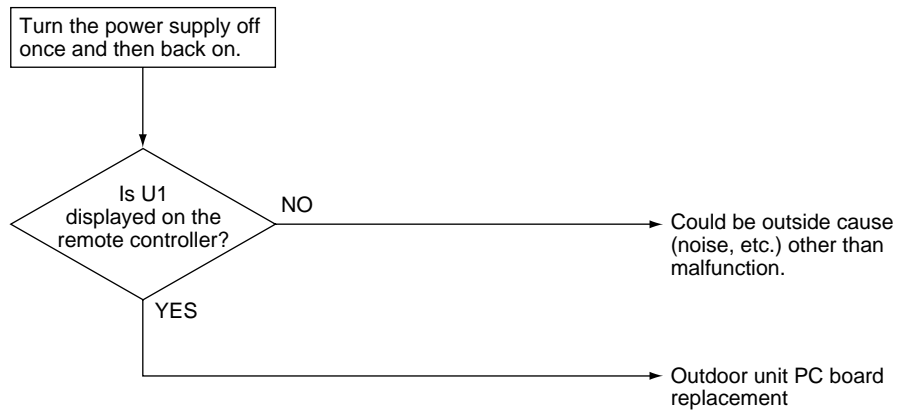 Turn the power supply off
once and then back on.
Is U1
displayed on the
remote controller?
NO
Could be outside cause
(noise, etc.) other than
malfunction.
YES
Outdoor unit PC board
replacement